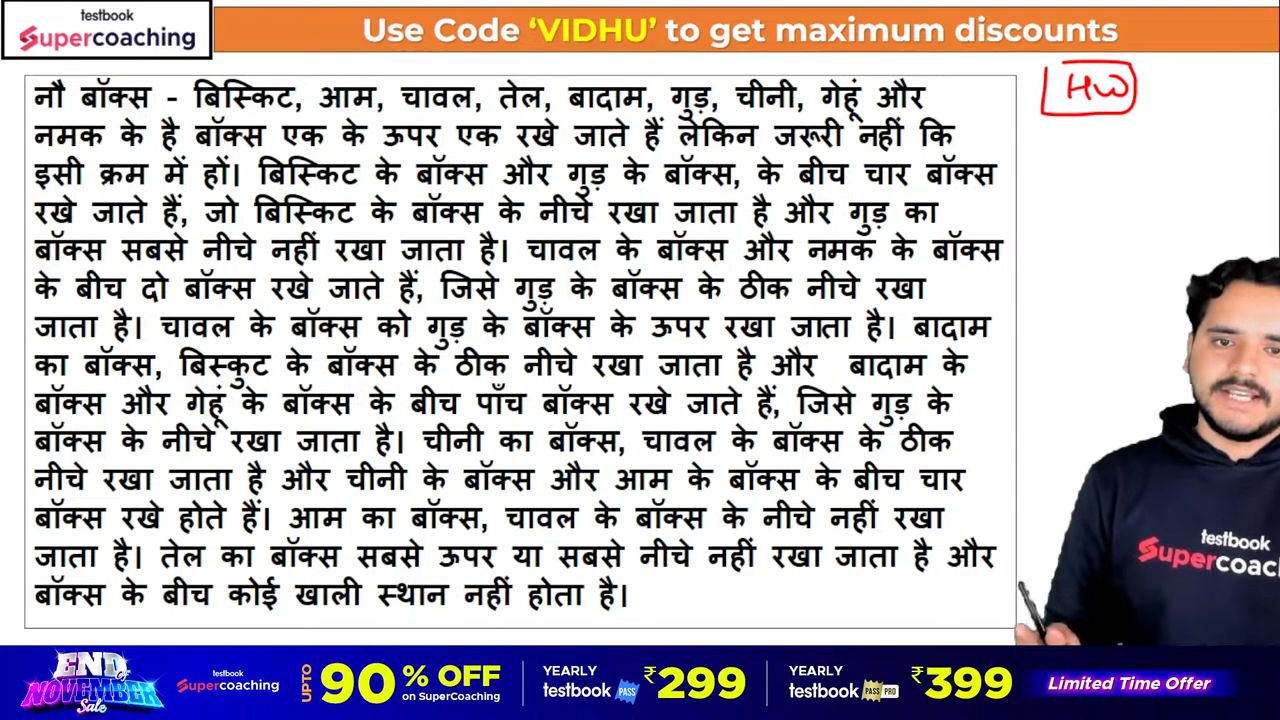 testbook
Supercoaching
Use Code ‘VIDHU’ to get maximum discounts
HW
नौ बॉक्स - बिस्किट, आम, चावल, तेल, बादाम, गुड़, चीनी, गेहूं और
नमक के है बॉक्स एक के ऊपर एक रखे जाते हैं लेकिन जरूरी नहीं कि
इसी क्रम में हों। बिस्किट के बॉक्स और गुड़ के बॉक्स, के बीच चार बॉक्स
रखे जाते हैं, जो बिस्किट के बॉक्स के नीचे रखा जाता है और गुड़ का
बॉक्स सबसे नीचे नहीं रखा जाता है। चावल के बॉक्स और नमक के बॉक्स
के बीच दो बॉक्स रखे जाते हैं, जिसे गुड़ के बॉक्स के ठीक नीचे रखा
जाता है। चावल के बॉक्स को गुड़ के बॉक्स के ऊपर रखा जाता है। बादाम
का बॉक्स, बिस्कुट के बॉक्स के ठीक नीचे रखा जाता है और बादाम के
बॉक्स और गेहूं के बॉक्स के बीच पाँच बॉक्स रखे जाते हैं, जिसे गुड़ के
बॉक्स के नीचे रखा जाता है। चीनी का बॉक्स, चावल के बॉक्स के ठीक
नीचे रखा जाता है और चीनी के बॉक्स और आम के बॉक्स के बीच चार
बॉक्स रखे होते हैं। आम का बॉक्स, चावल के बॉक्स के नीचे नहीं रखा
जाता है। तेल का बॉक्स सबसे ऊपर या सबसे नीचे नहीं रखा जाता है और
बॉक्स के बीच कोई खाली स्थान नहीं होता है।
testbook
Supercoac
END of NOVEMBER Sale
testbook
Supercoaching
UPTO 90 % OFF on SuperCoaching
YEARLY testbook PASS ₹299
YEARLY testbook PASS PRO ₹399
Limited Time Offer